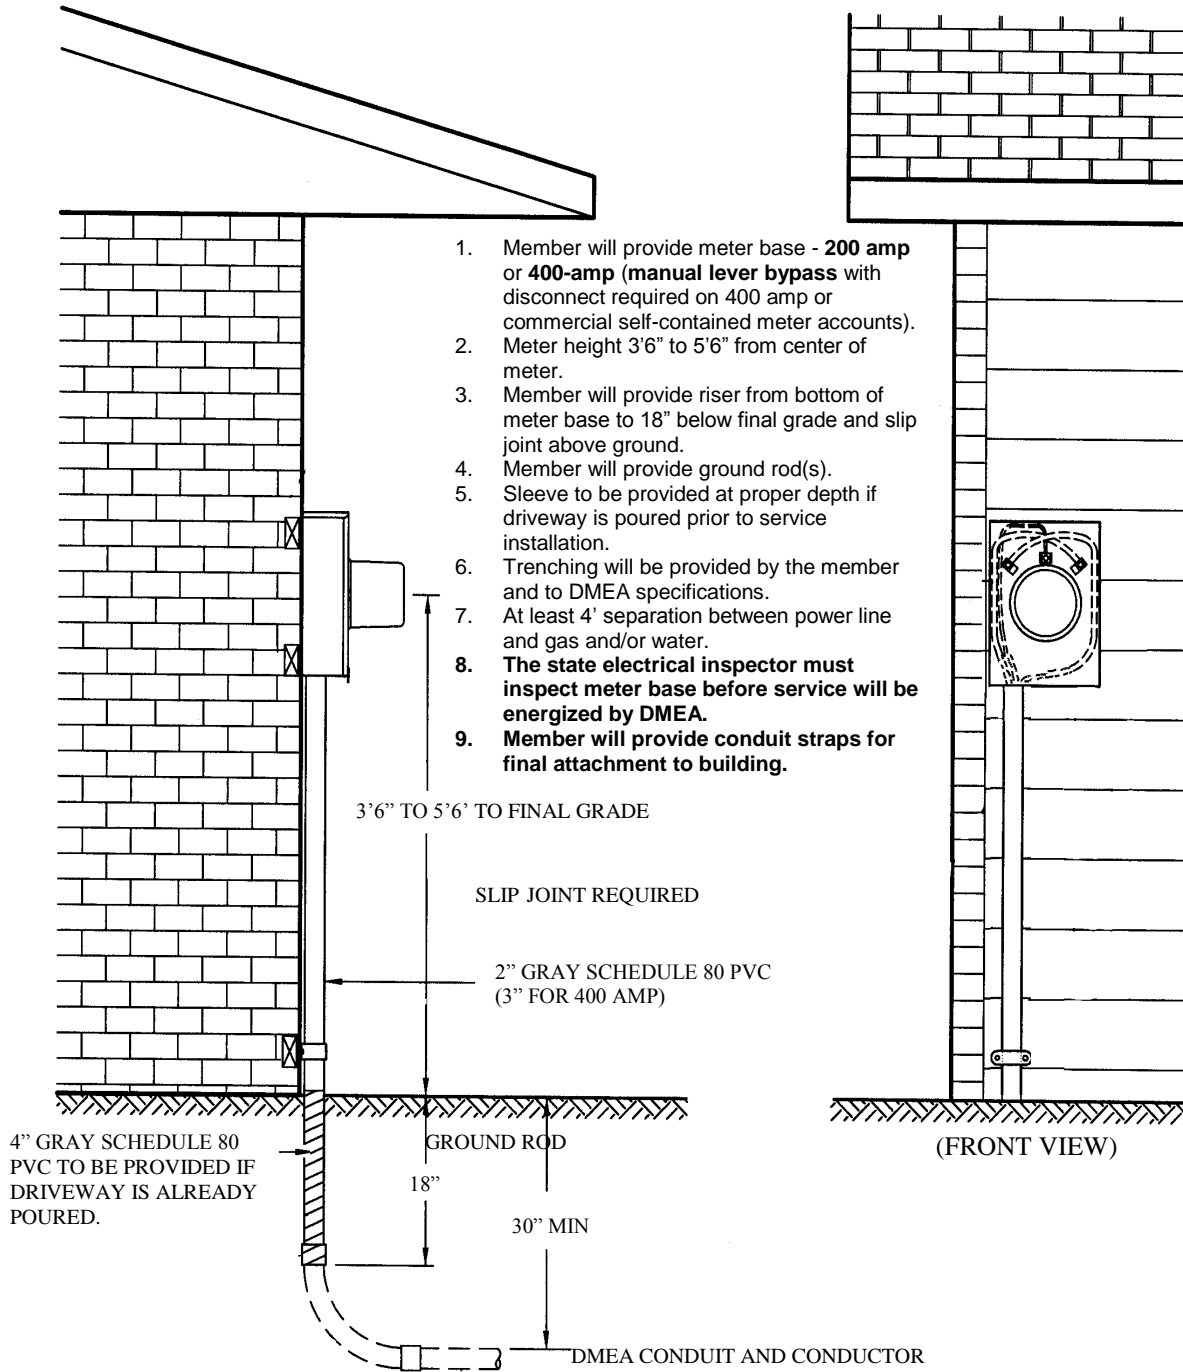 1. Member will provide meter base - 200 amp
or 400-amp (manual lever bypass with
disconnect required on 400 amp or
commercial self-contained meter accounts).
2. Meter height 3’6” to 5’6” from center of
meter.
3. Member will provide riser from bottom of
meter base to 18” below final grade and slip
joint above ground.
4. Member will provide ground rod(s).
5. Sleeve to be provided at proper depth if
driveway is poured prior to service
installation.
6. Trenching will be provided by the member
and to DMEA specifications.
7. At least 4’ separation between power line
and gas and/or water.
8. The state electrical inspector must
inspect meter base before service will be
energized by DMEA.
9. Member will provide conduit straps for
final attachment to building.
3’6” TO 5’6’ TO FINAL GRADE
SLIP JOINT REQUIRED
2” GRAY SCHEDULE 80 PVC
(3” FOR 400 AMP)
4” GRAY SCHEDULE 80
PVC TO BE PROVIDED IF
DRIVEWAY IS ALREADY
POURED.
GROUND ROD
18”
30” MIN
DMEA CONDUIT AND CONDUCTOR
(FRONT VIEW)